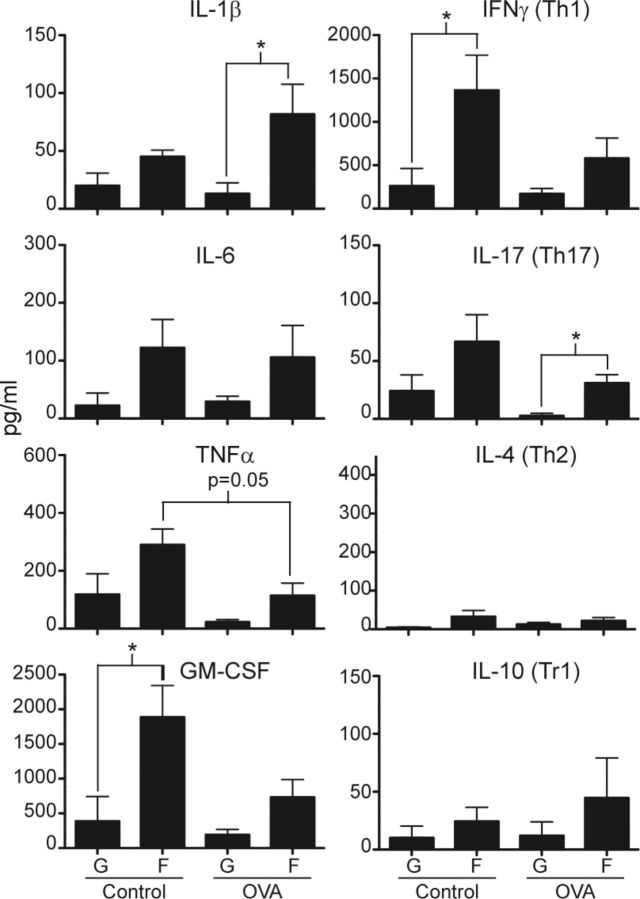 IL-1β
150
100
50
0
*
IFNγ (Th1)
2000
1500
1000
500
0
*
IL-6
300
200
100
0
IL-17 (Th17)
150
100
50
0
*
pg/ml
TNFα
p=0.05
600
400
200
0
IL-4 (Th2)
400
300
200
100
0
GM-CSF
2500
2000
1500
1000
500
0
*
G F G F
Control OVA
IL-10 (Tr1)
150
100
50
0
G F G F
Control OVA